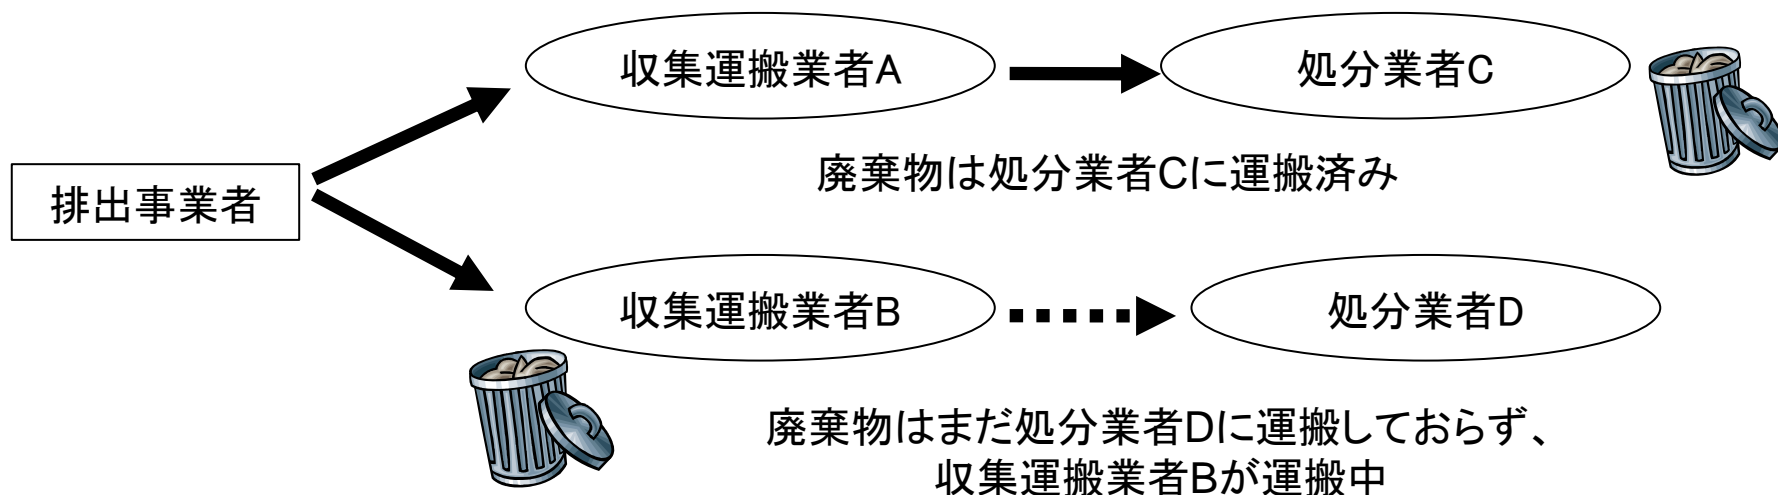 収集運搬業者A
処分業者C
廃棄物は処分業者Cに運搬済み
排出事業者
収集運搬業者B
処分業者D
廃棄物はまだ処分業者Dに運搬しておらず、
収集運搬業者Bが運搬中